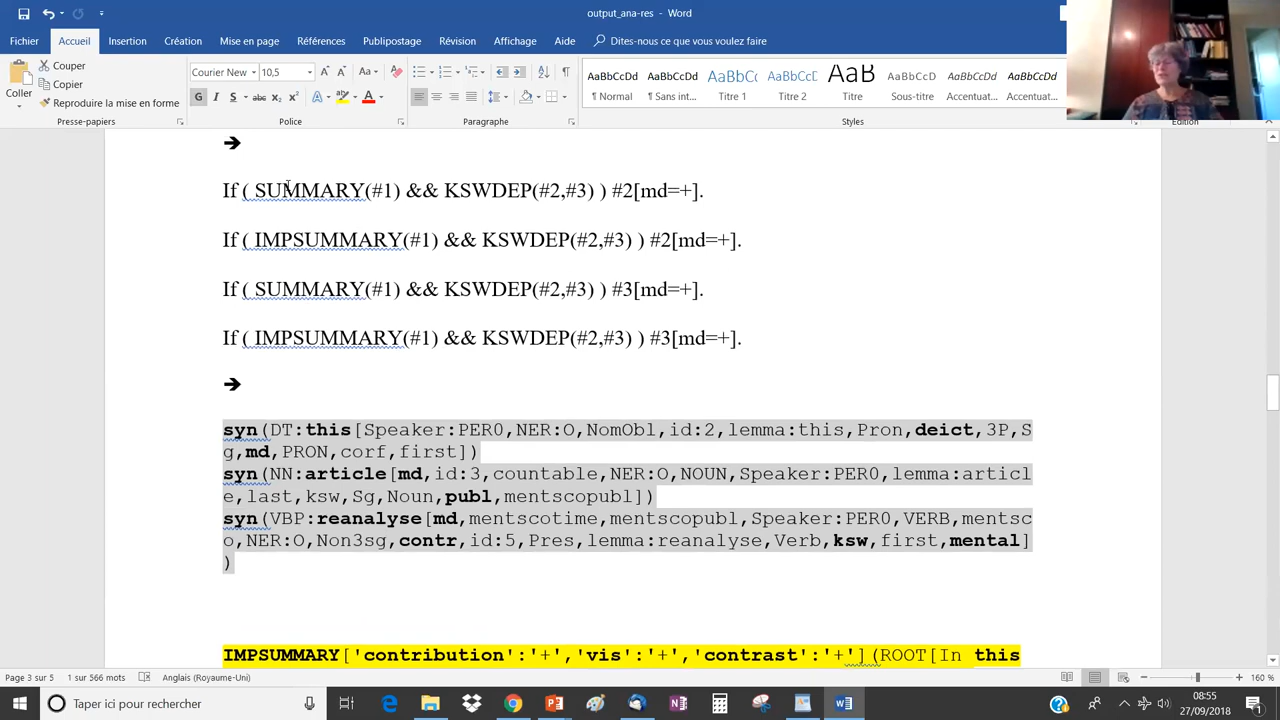 output_ana-res - Word
Fichier Accueil Insertion Création Mise en page Références Publipostage Révision Affichage Aide Dites-nous ce que vous voulez faire
Coller
Couper
Copier
Reproduire la mise en forme
Presse-papiers
Courier New 10,5
Police
Paragraphe
AaBbCcDd AaBbCcDd AaBbC( AaBbCcC AaB AaBbCcD AaBbCcDd AaBbCcDd
¶ Normal ¶ Sans int... Titre 1 Titre 2 Titre Sous-titre Accentuat... Accentuat...
Styles
Édition
➔
If ( SUMMARY(#1) && KSWDEP(#2,#3) ) #2[md=+].
If ( IMPSUMMARY(#1) && KSWDEP(#2,#3) ) #2[md=+].
If ( SUMMARY(#1) && KSWDEP(#2,#3) ) #3[md=+].
If ( IMPSUMMARY(#1) && KSWDEP(#2,#3) ) #3[md=+].
➔
syn(DT:this[Speaker:PER0,NER:O,NomObl,id:2,lemma:this,Pron,deict,3P,S
g,md,PRON,corf,first])
syn(NN:article[md,id:3,countable,NER:O,NOUN,Speaker:PER0,lemma:articl
e,last,ksw,Sg,Noun,publ,mentscopubl])
syn(VBP:reanalyse[md,mentscotime,mentscopubl,Speaker:PER0,VERB,mentsc
o,NER:O,Non3sg,contr,id:5,Pres,lemma:reanalyse,Verb,ksw,first,mental]
)
IMPSUMMARY['contribution':'+','vis':'+','contrast':'+'](ROOT[In this
Page 3 sur 5 1 sur 566 mots Anglais (Royaume-Uni) 160 %
Taper ici pour rechercher
08:55
27/09/2018